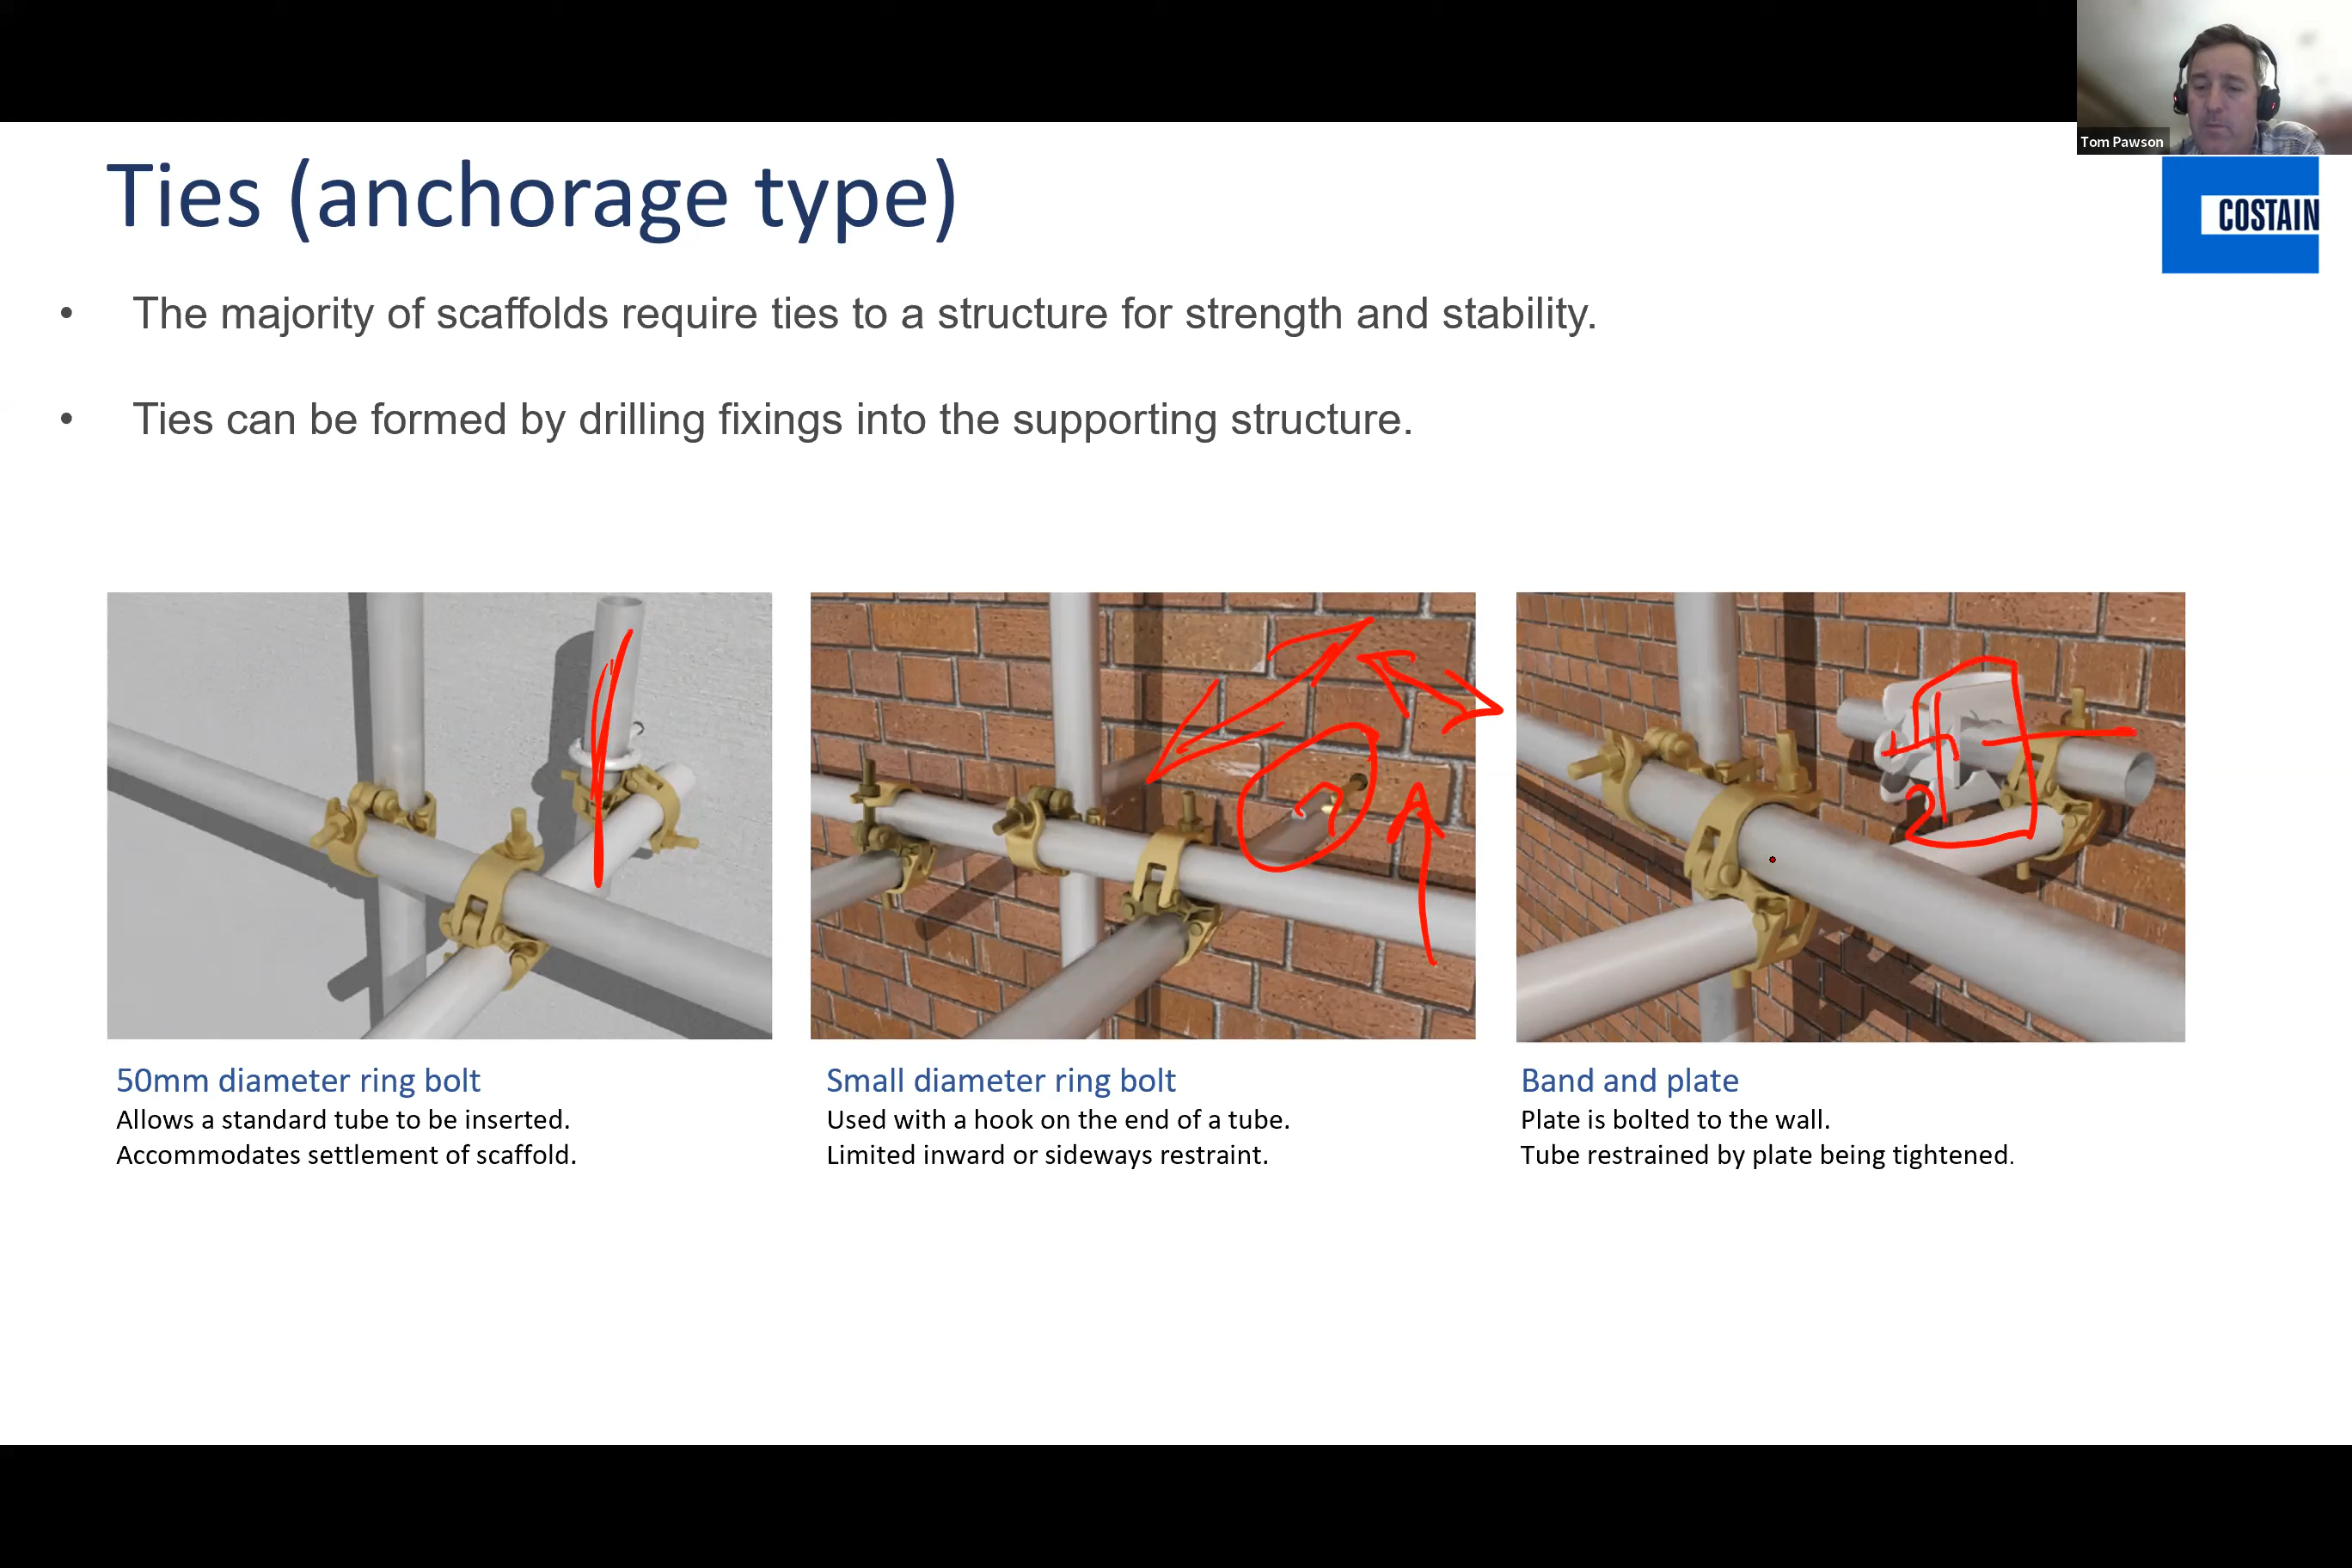 Tom Pawson
COSTAIN
Ties (anchorage type)
• The majority of scaffolds require ties to a structure for strength and stability.
• Ties can be formed by drilling fixings into the supporting structure.
50mm diameter ring bolt
Allows a standard tube to be inserted.
Accommodates settlement of scaffold.
Small diameter ring bolt
Used with a hook on the end of a tube.
Limited inward or sideways restraint.
Band and plate
Plate is bolted to the wall.
Tube restrained by plate being tightened.